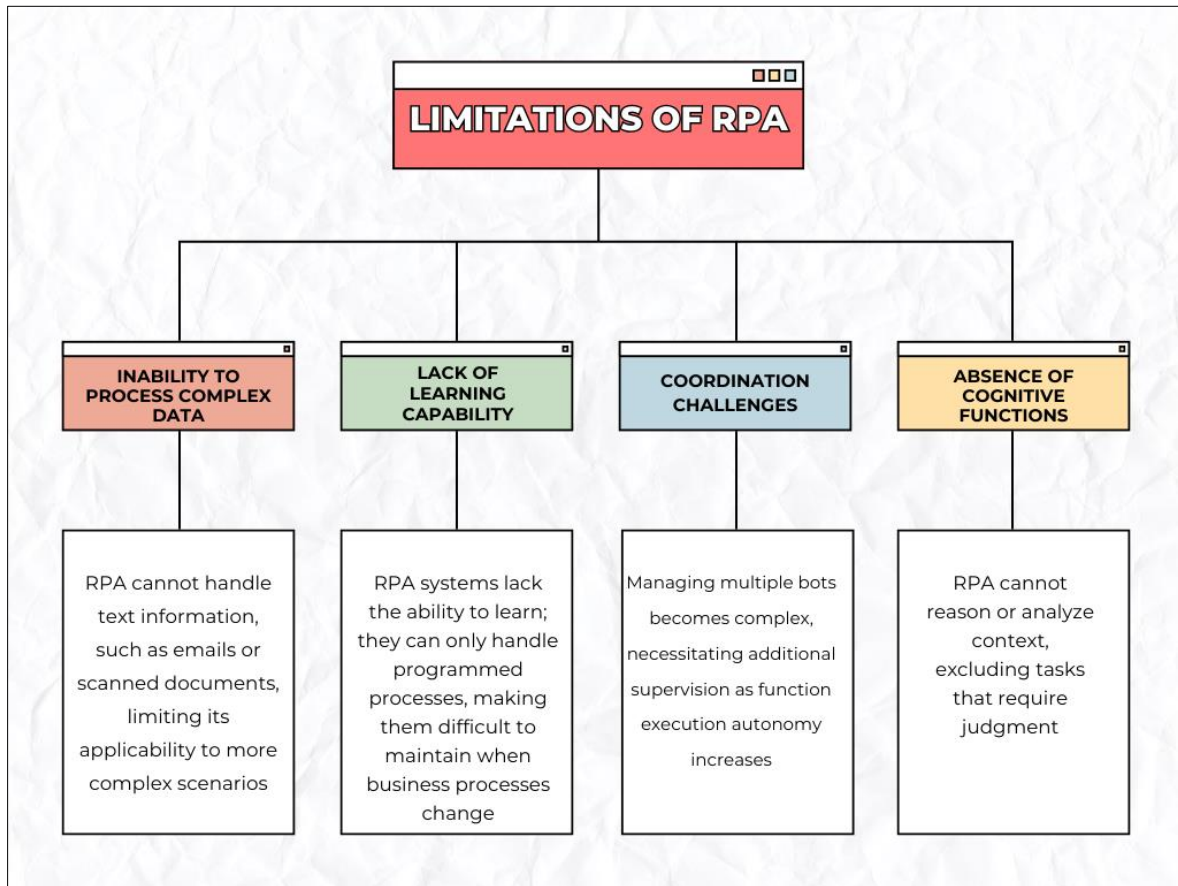 LIMITATIONS OF RPA
INABILITY TO
PROCESS COMPLEX
DATA
LACK OF
LEARNING
CAPABILITY
COORDINATION
CHALLENGES
ABSENCE OF
COGNITIVE
FUNCTIONS
RPA cannot handle
text information,
such as emails or
scanned documents,
limiting its
applicability to more
complex scenarios
RPA systems lack
the ability to learn;
they can only handle
programmed
processes, making
them difficult to
maintain when
business processes
change
Managing multiple bots
becomes complex,
necessitating additional
supervision as function
execution autonomy
increases
RPA cannot
reason or analyze
context,
excluding tasks
that require
judgment